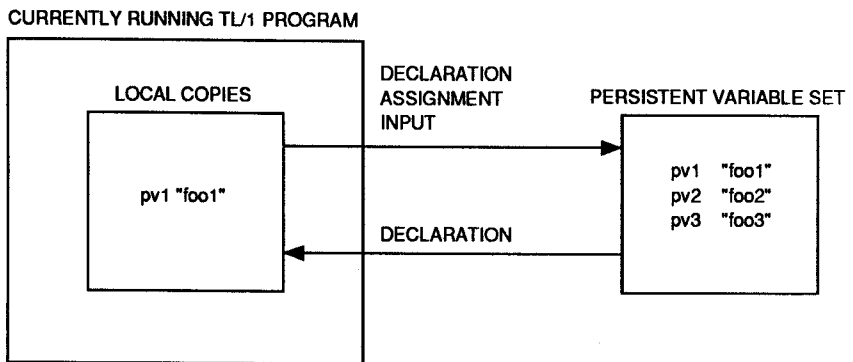 CURRENTLY RUNNING TL/1 PROGRAM
LOCAL COPIES
pv1 "foo1"
DECLARATION
ASSIGNMENT
INPUT
DECLARATION
PERSISTENT VARIABLE SET
pv1 "foo1"
pv2 "foo2"
pv3 "foo3"